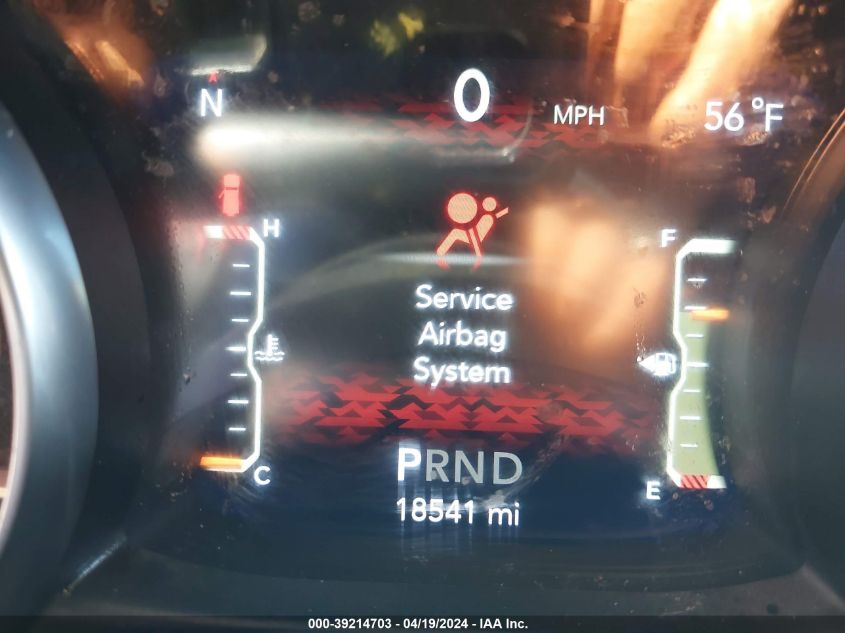 N 0 MPH 56 °F
H F
Service
Airbag
System
C E
PRND
18541 mi
000-39214703 - 04/19/2024 - IAA Inc.